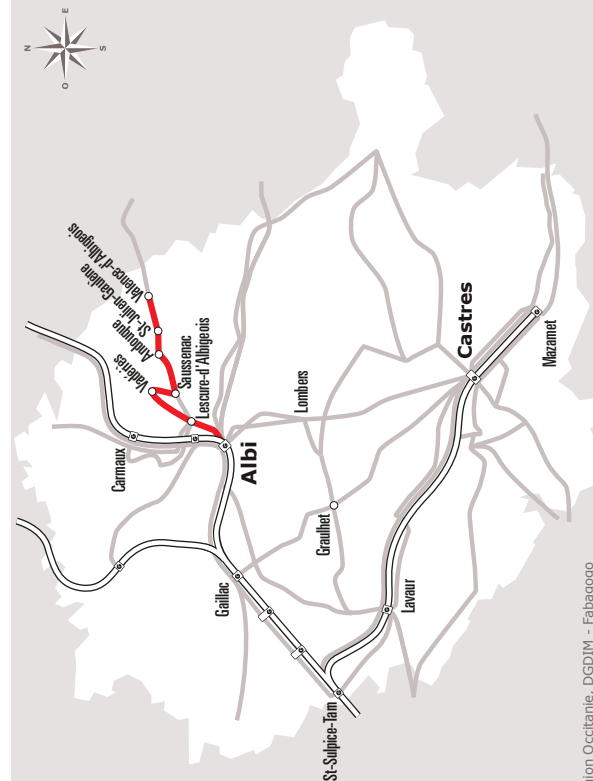 N
E
S
O
Valence-d'Albigeois
St-Julien-Gaulène
Andouque
Valdériès
Saussenac
Lescure-d'Albigeois
Carmaux
Albi
Lombers
Castres
Mazamet
Graulhet
Gaillac
Lavaur
St-Sulpice-Tarn
ion Occitanie. DGDIM - Fabagogo